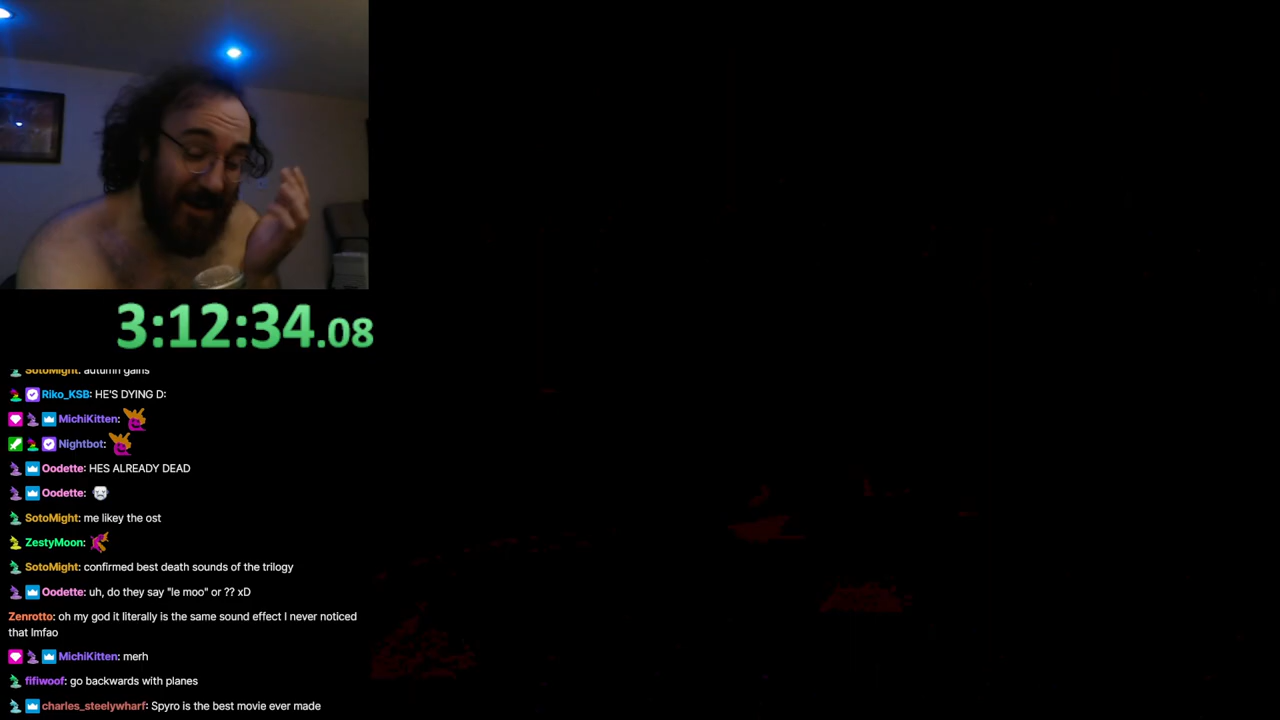 3:12:34.08
SotoMight: autumn gains
Riko_KSB: HE'S DYING D:
MichiKitten:
Nightbot:
Oodette: HES ALREADY DEAD
Oodette:
SotoMight: me likey the ost
ZestyMoon:
SotoMight: confirmed best death sounds of the trilogy
Oodette: uh, do they say "le moo" or ?? xD
Zenrotto: oh my god it literally is the same sound effect I never noticed
that lmfao
MichiKitten: merh
fifiwoof: go backwards with planes
charles_steelywharf: Spyro is the best movie ever made